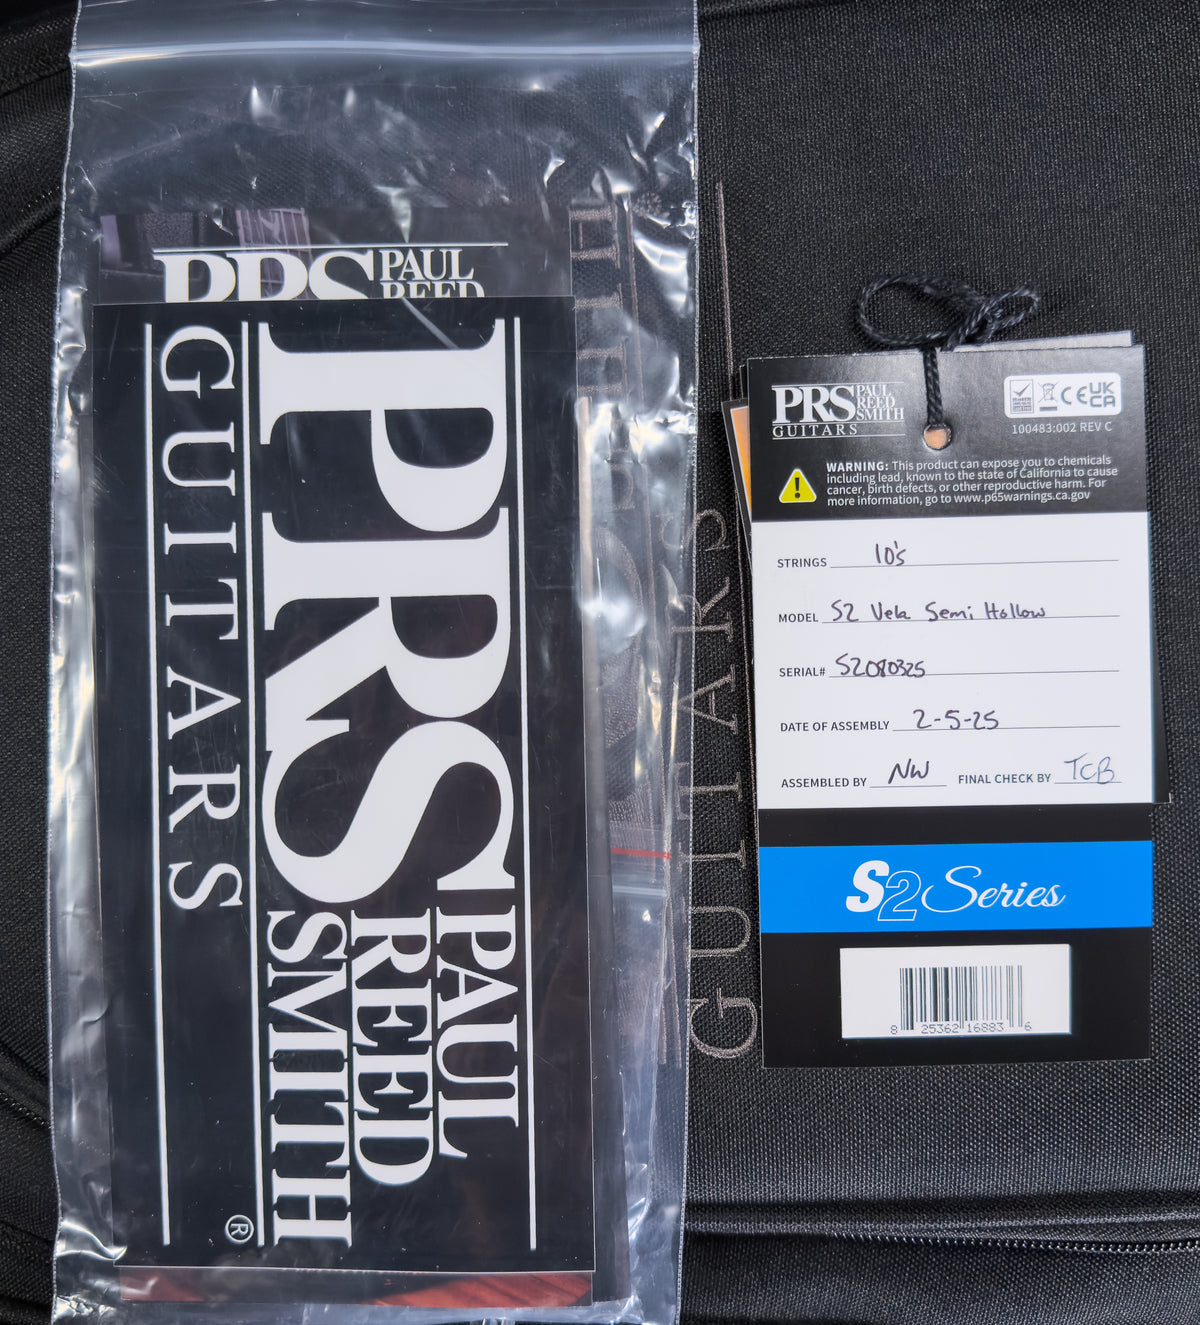 PRS PAUL
REED
PRS PAUL
REED
SMITH
GUITARS
®
GUITARS
PRS PAUL
REED
SMITH
GUITARS
CE UK
CA
100483:002 REV C
WARNING: This product can expose you to chemicals
including lead, known to the state of California to cause
cancer, birth defects, or other reproductive harm. For
more information, go to www.p65warnings.ca.gov
STRINGS 10's
MODEL S2 Vela Semi Hollow
SERIAL# S2080325
DATE OF ASSEMBLY 2-5-25
ASSEMBLED BY NW FINAL CHECK BY TCB
S2 Series
8 25362 16883 6